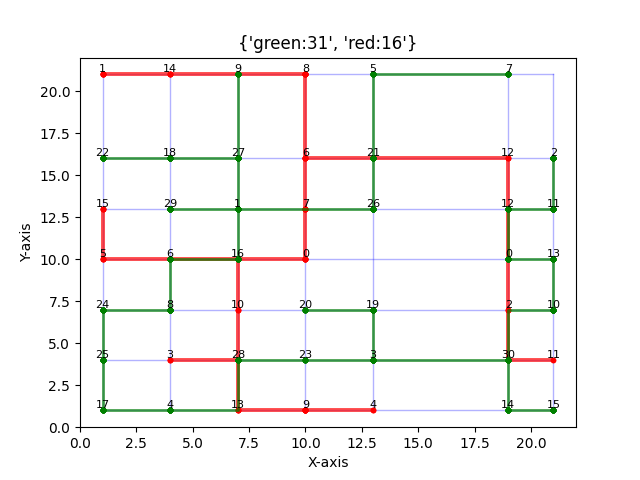 {'green:31', 'red:16'}
1 14 9 8 5 7
20.0
17.5
22 18 27 6 21 12 2
15.0
15 29 1 7 26 12 11
12.5
10.0
5 6 16 0 0 13
7.5
24 8 10 20 19 2 10
5.0
25 3 28 23 3 30 11
2.5
17 4 13 9 4 14 15
0.0
Y-axis
0.0 2.5 5.0 7.5 10.0 12.5 15.0 17.5 20.0
X-axis